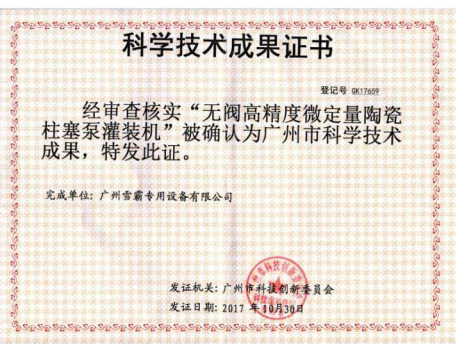 科学技术成果证书
登记号 GK17659
经审查核实“无阀高精度微定量陶瓷
柱塞泵灌装机”被确认为广州市科学技术
成果，特发此证。
完成单位：广州雪霸专用设备有限公司
发证机关：广州市科技创新委员会
发证日期：2017 年10月30日